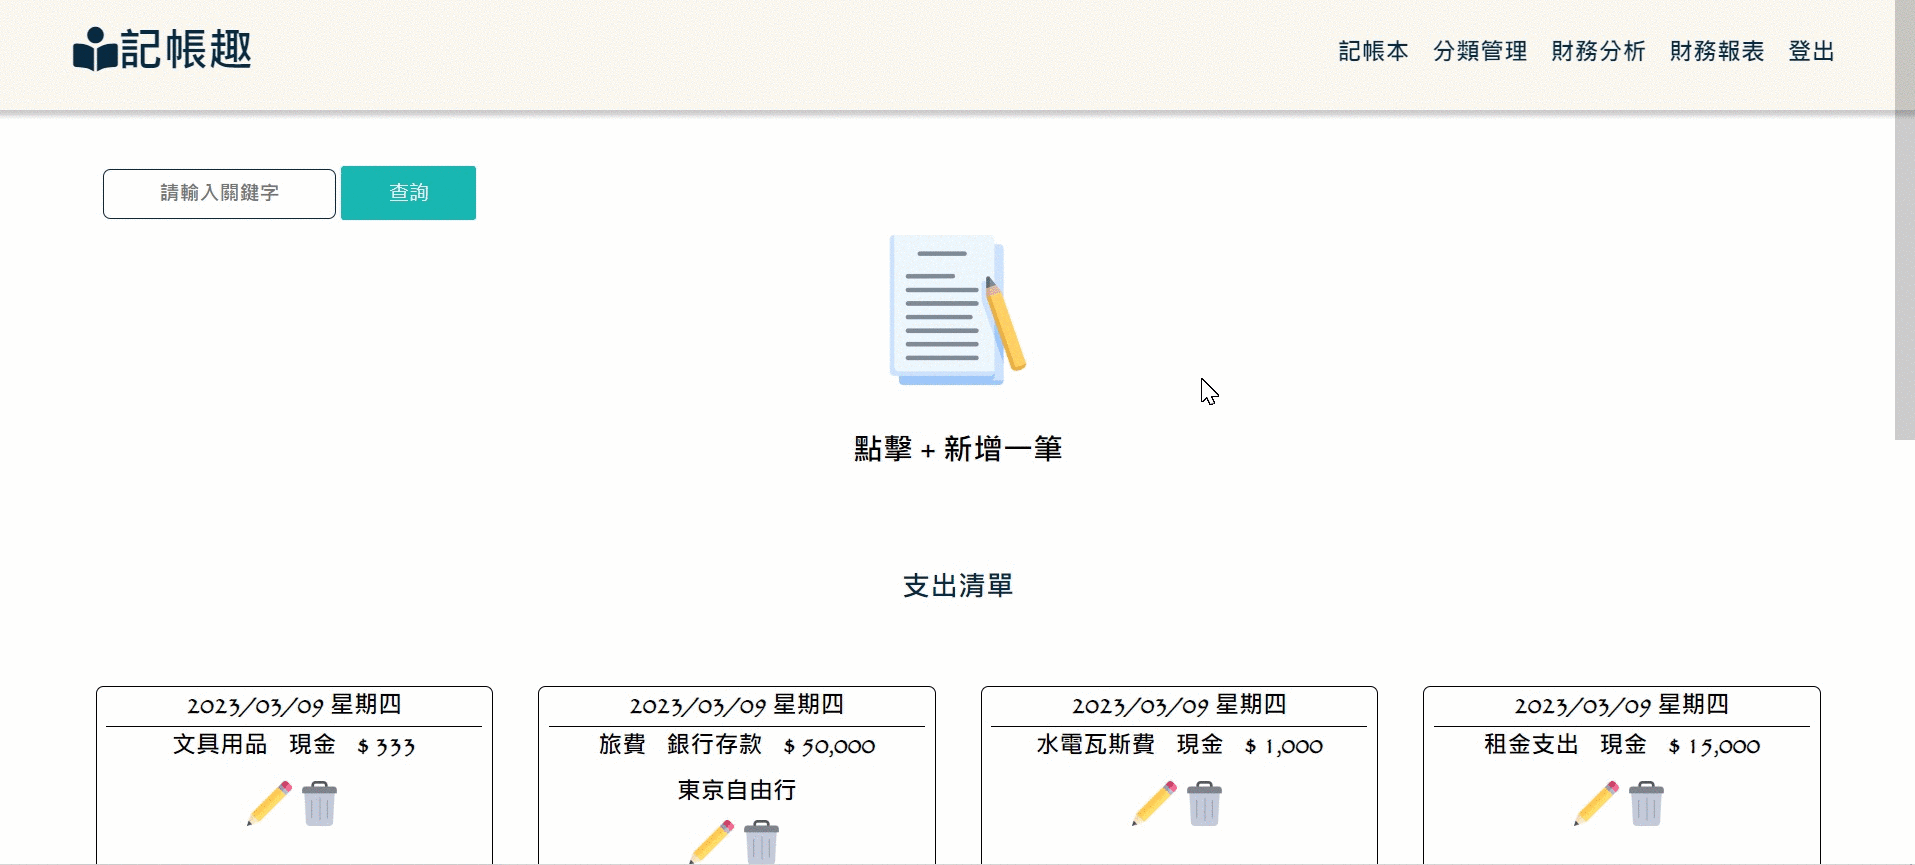 記帳趣
記帳本 分類管理 財務分析 財務報表 登出
請輸入關鍵字 查詢
點擊 + 新增一筆
支出清單
2023/03/09 星期四
文具用品 現金 $ 333
2023/03/09 星期四
旅費 銀行存款 $ 50,000
東京自由行
2023/03/09 星期四
水電瓦斯費 現金 $ 1,000
2023/03/09 星期四
租金支出 現金 $ 15,000